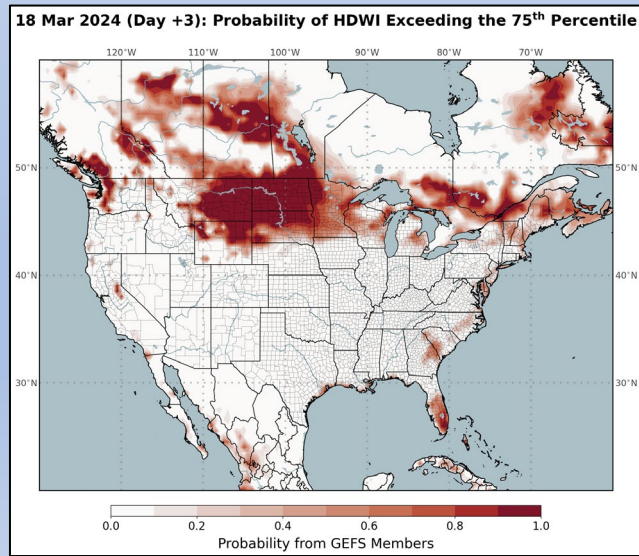 18 Mar 2024 (Day +3): Probability of HDWI Exceeding the 75th Percentile
120°W 110°W 100°W 90°W 80°W 70°W
50°N 50°N
40°N 40°N
30°N 30°N
0.0 0.2 0.4 0.6 0.8 1.0
Probability from GEFS Members